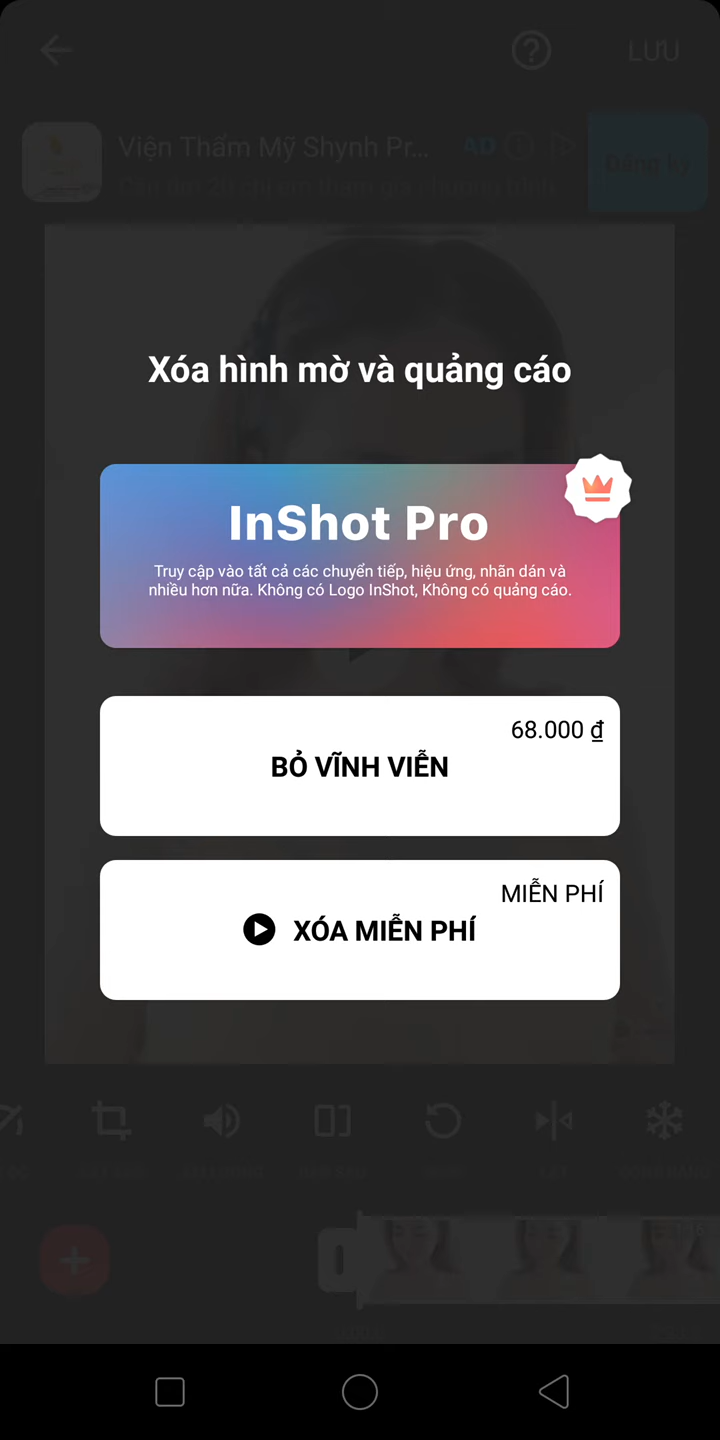 LƯU
Viện Thẩm Mỹ Shynh Pr...
AD
Đăng ký
Xóa hình mờ và quảng cáo
InShot Pro
Truy cập vào tất cả các chuyển tiếp, hiệu ứng, nhãn dán và
nhiều hơn nữa. Không có Logo InShot, Không có quảng cáo.
68.000 ₫
BỎ VĨNH VIỄN
MIỄN PHÍ
XÓA MIỄN PHÍ